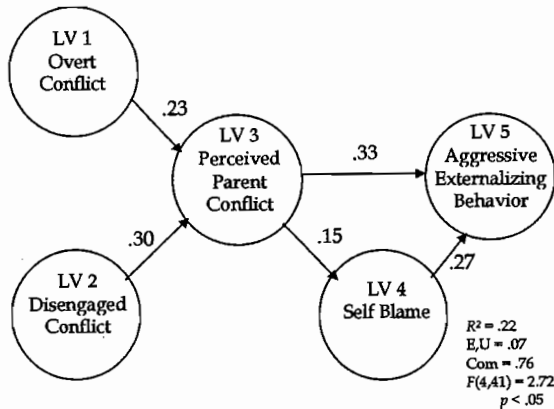 LV 1
Overt
Conflict
.23
LV 3
Perceived
Parent
Conflict
.33
LV 5
Aggressive
Externalizing
Behavior
.30
.15
.27
LV 2
Disengaged
Conflict
LV 4
Self Blame
R² = .22
E,U = .07
Com = .76
F(4,41) = 2.72
p < .05